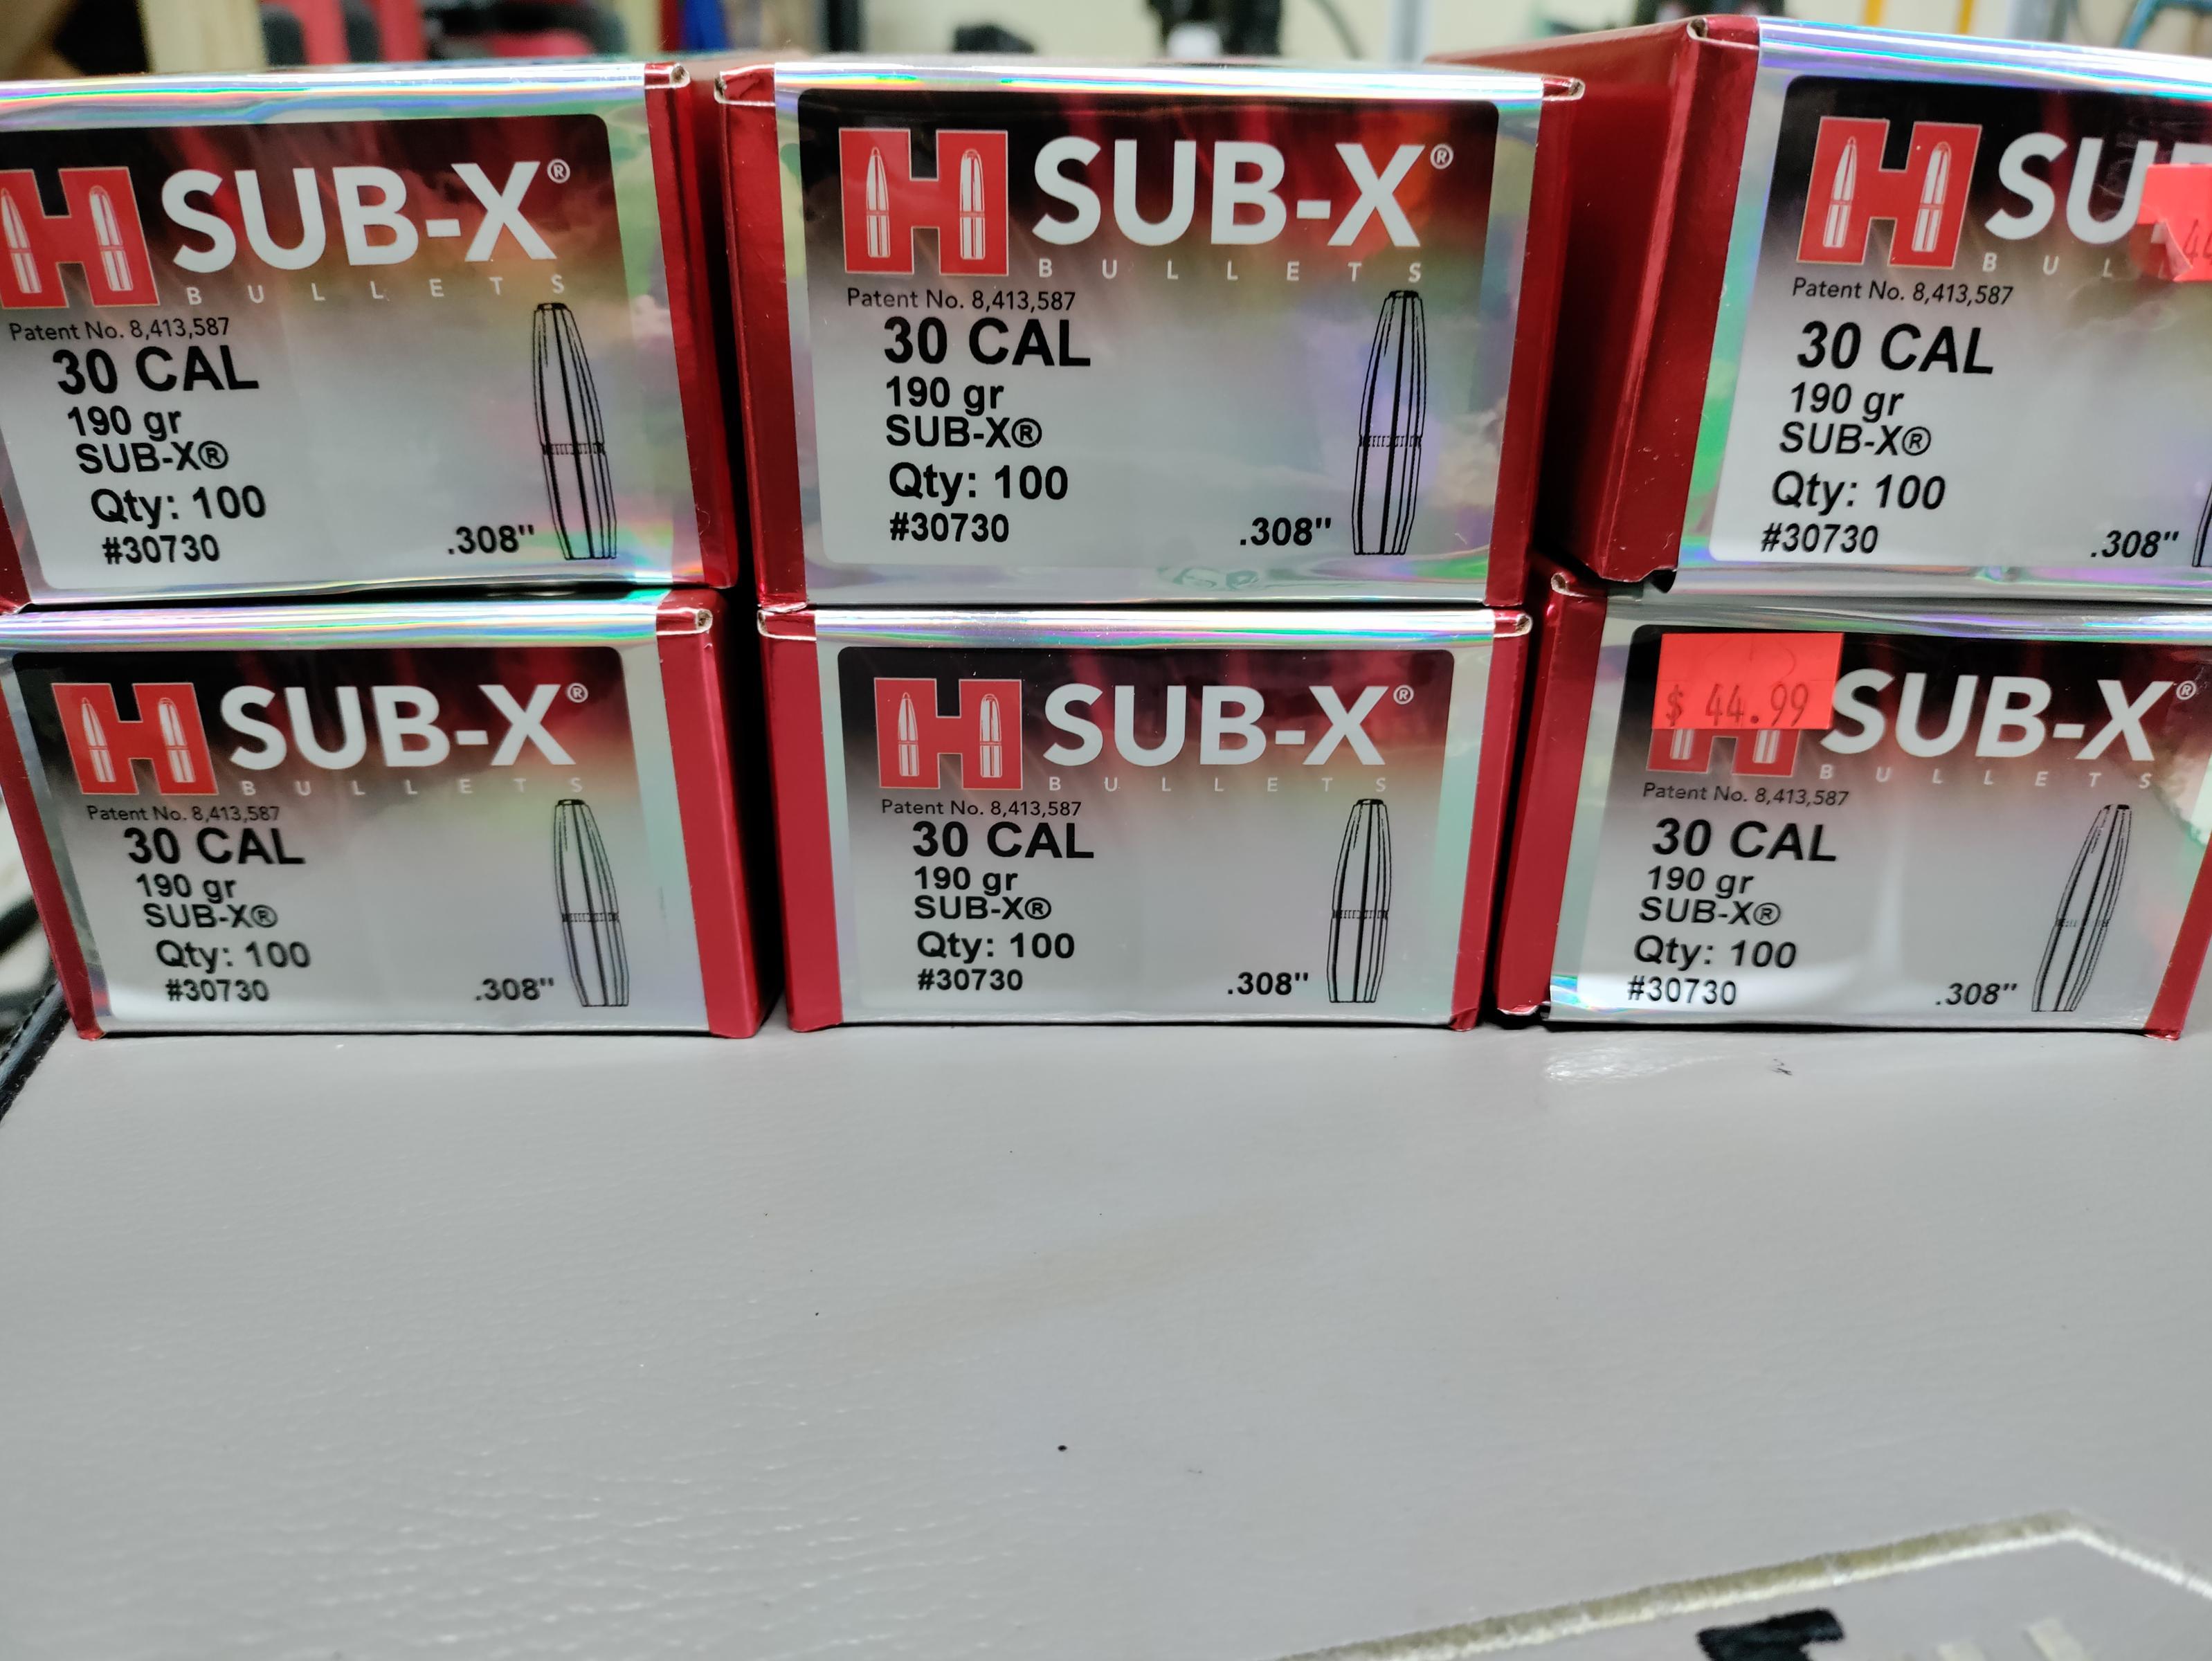 H SUB-X®
BULLETS
Patent No. 8,413,587
30 CAL
190 gr
SUB-X®
Qty: 100
#30730
.308"
H SUB-X®
BULLETS
Patent No. 8,413,587
30 CAL
190 gr
SUB-X®
Qty: 100
#30730
.308"
H SU
BUL
Patent No. 8,413,587
30 CAL
190 gr
SUB-X®
Qty: 100
#30730
.308"
H SUB-X®
BULLETS
Patent No. 8,413,587
30 CAL
190 gr
SUB-X®
Qty: 100
#30730
.308"
H SUB-X®
BULLETS
Patent No. 8,413,587
30 CAL
190 gr
SUB-X®
Qty: 100
#30730
.308"
$ 44.99
H SUB-X®
BULLETS
Patent No. 8,413,587
30 CAL
190 gr
SUB-X®
Qty: 100
#30730
.308"